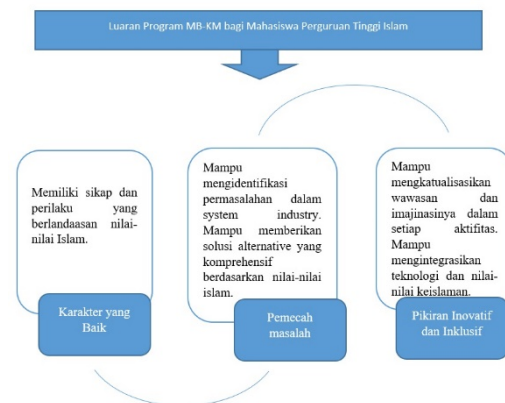 Luaran Program MB-KM bagi Mahasiswa Perguruan Tinggi Islam
Memiliki sikap dan
perilaku yang
berlandaasan nilai-
nilai Islam.
Karakter yang
Baik
Mampu
mengidentifikasi
permasalahan dalam
system industry.
Mampu memberikan
solusi alternative yang
komprehensif
berdasarkan nilai-nilai
islam.
Pemecah
masalah
Mampu
mengkatualisasikan
wawasan dan
imajinasinya dalam
setiap aktifitas.
Mampu
mengintegrasikan
teknologi dan nilai-
nilai keislaman.
Pikiran Inovatif
dan Inklusif